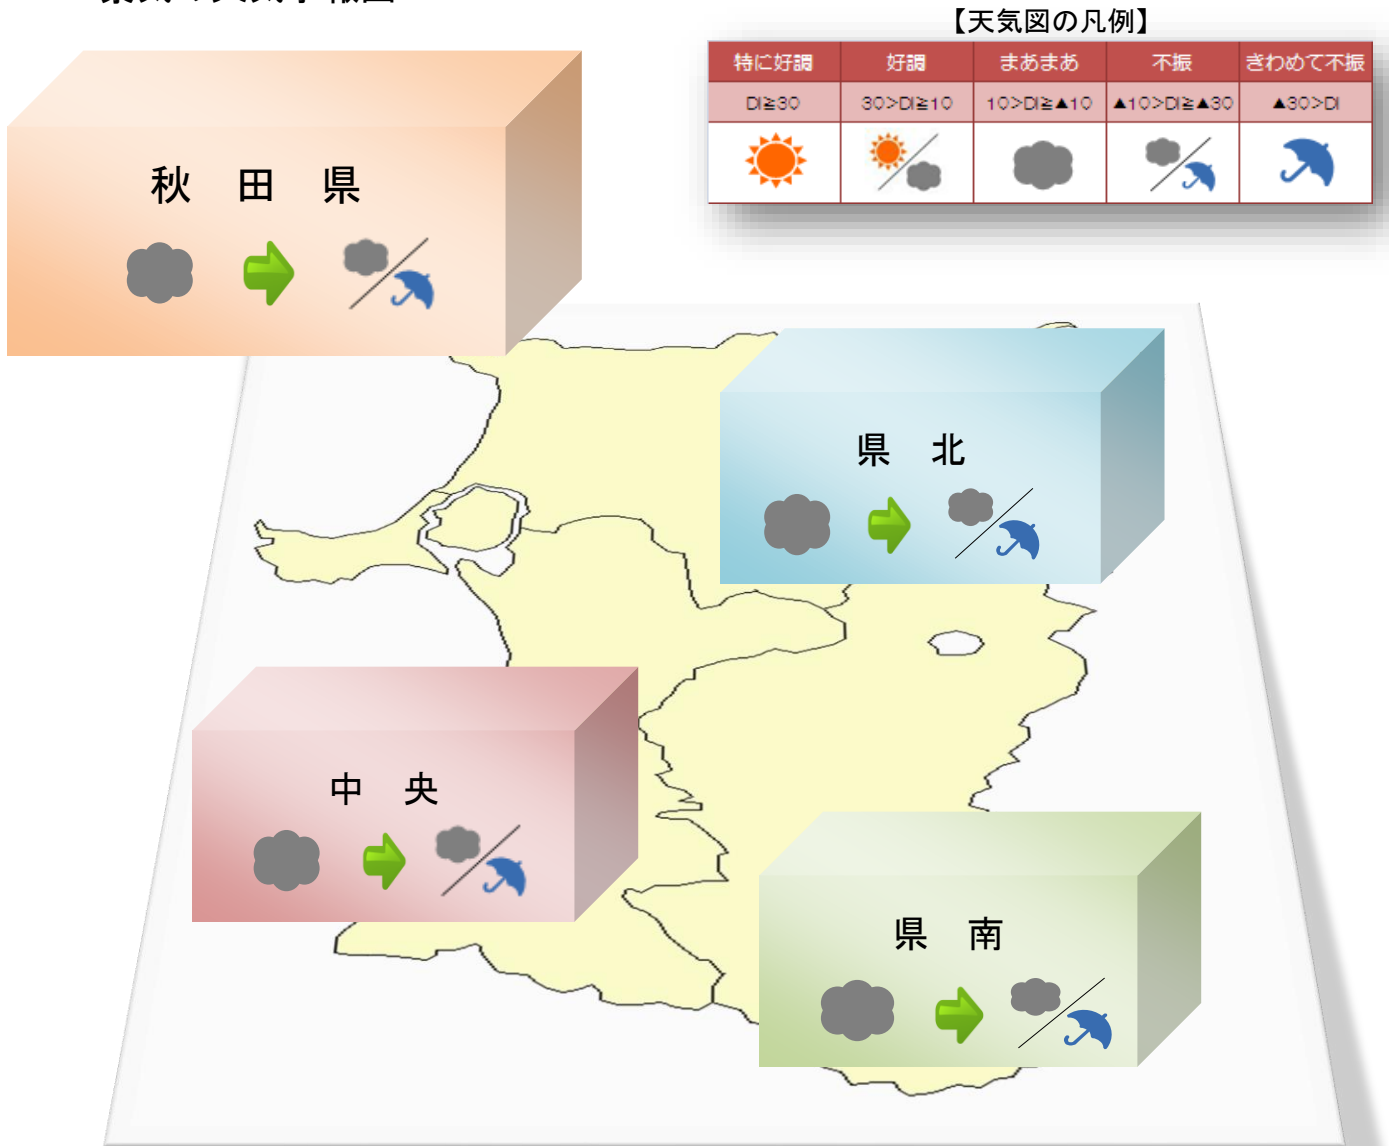 【天気図の凡例】
特に好調 好調 まあまあ 不振 きわめて不振
DI≧30 30>DI≧10 10>DI≧▲10 ▲10>DI≧▲30 ▲30>DI
秋 田 県
県 北
中 央
県 南